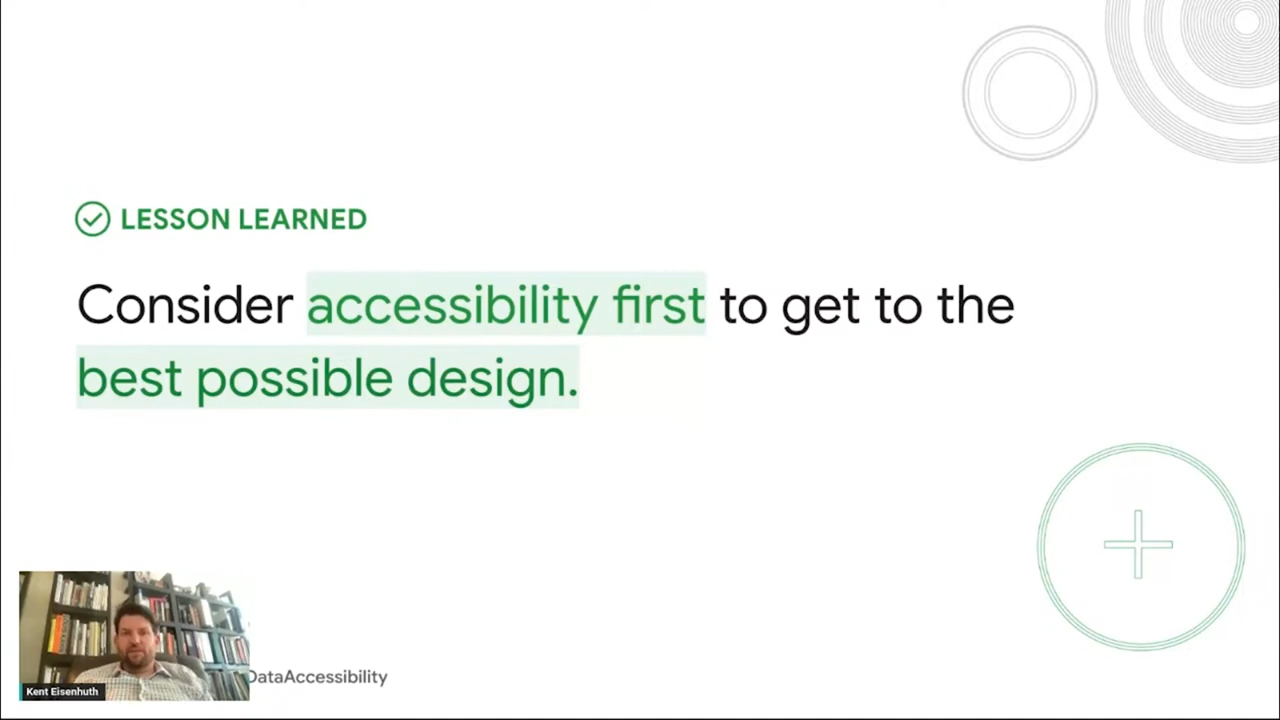 LESSON LEARNED
Consider accessibility first to get to the
best possible design.
Kent Eisenhuth
DataAccessibility